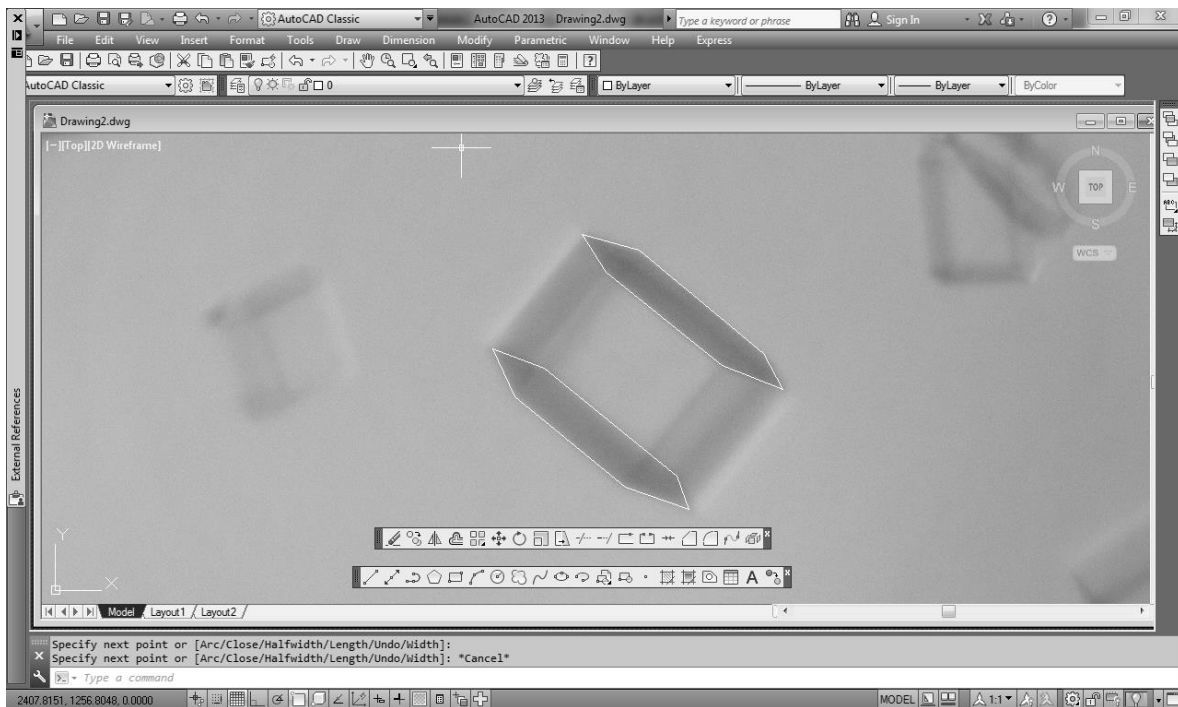 AutoCAD Classic AutoCAD 2013 Drawing2.dwg Type a keyword or phrase Sign In
File Edit View Insert Format Tools Draw Dimension Modify Parametric Window Help Express
AutoCAD Classic 0 ByLayer ByLayer ByLayer ByColor
Drawing2.dwg
[−][Top][2D Wireframe]
N
W TOP E
S
WCS
External References
Y
X
A
Model Layout1 Layout2
Specify next point or [Arc/Close/Halfwidth/Length/Undo/Width]:
Specify next point or [Arc/Close/Halfwidth/Length/Undo/Width]: *Cancel*
Type a command
2407.8151, 1256.8048, 0.0000 MODEL 1:1